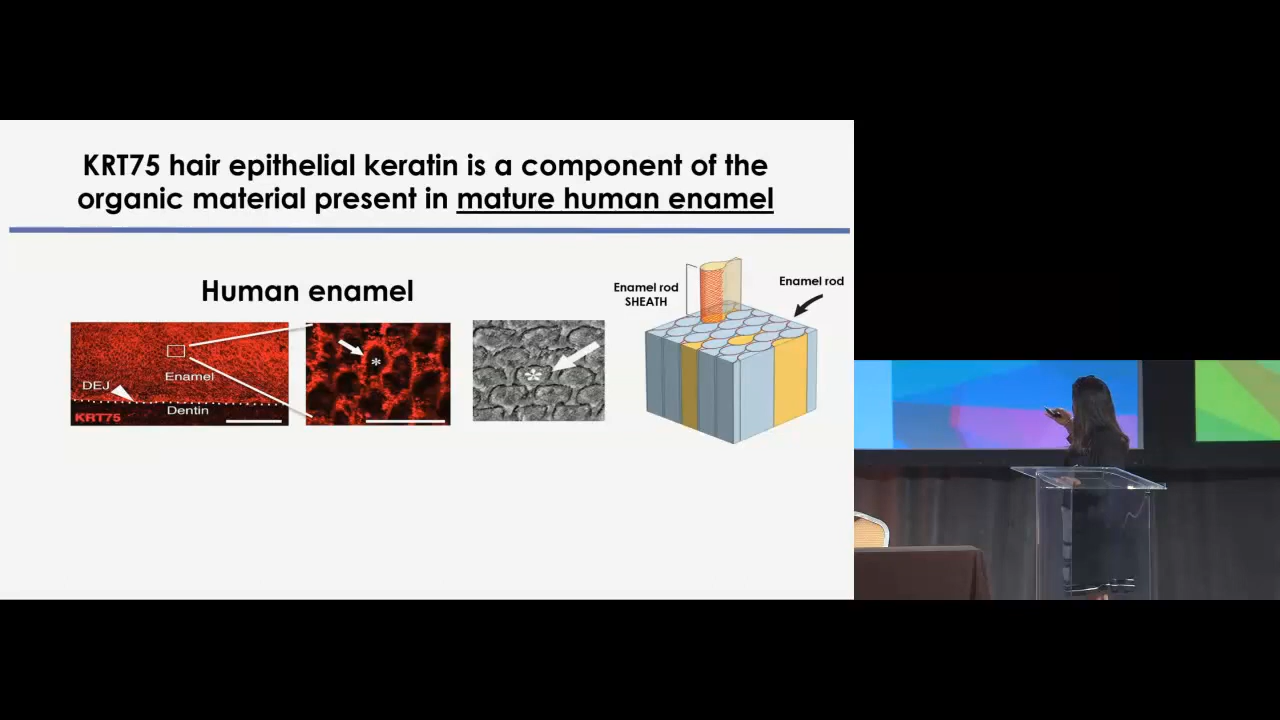 KRT75 hair epithelial keratin is a component of the
organic material present in mature human enamel
Human enamel
Enamel
DEJ
Dentin
KRT75
*
*
Enamel rod
SHEATH
Enamel rod